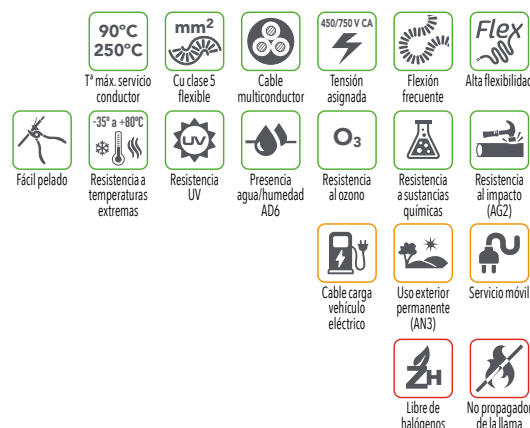 90°C
250°C
mm²
450/750 V CA
Flex
Tª máx. servicio
conductor
Cu clase 5
flexible
Cable
multiconductor
Tensión
asignada
Flexión
frecuente
Alta flexibilidad
-35° a +80°C
UV
O₃
Fácil pelado
Resistencia a
temperaturas
extremas
Resistencia
UV
Presencia
agua/humedad
AD6
Resistencia
al ozono
Resistencia
a sustancias
químicas
Resistencia
al impacto
(AG2)
Cable carga
vehículo
eléctrico
Uso exterior
permanente
(AN3)
Servicio móvil
ZH
Libre de
halógenos
No propagador
de la llama